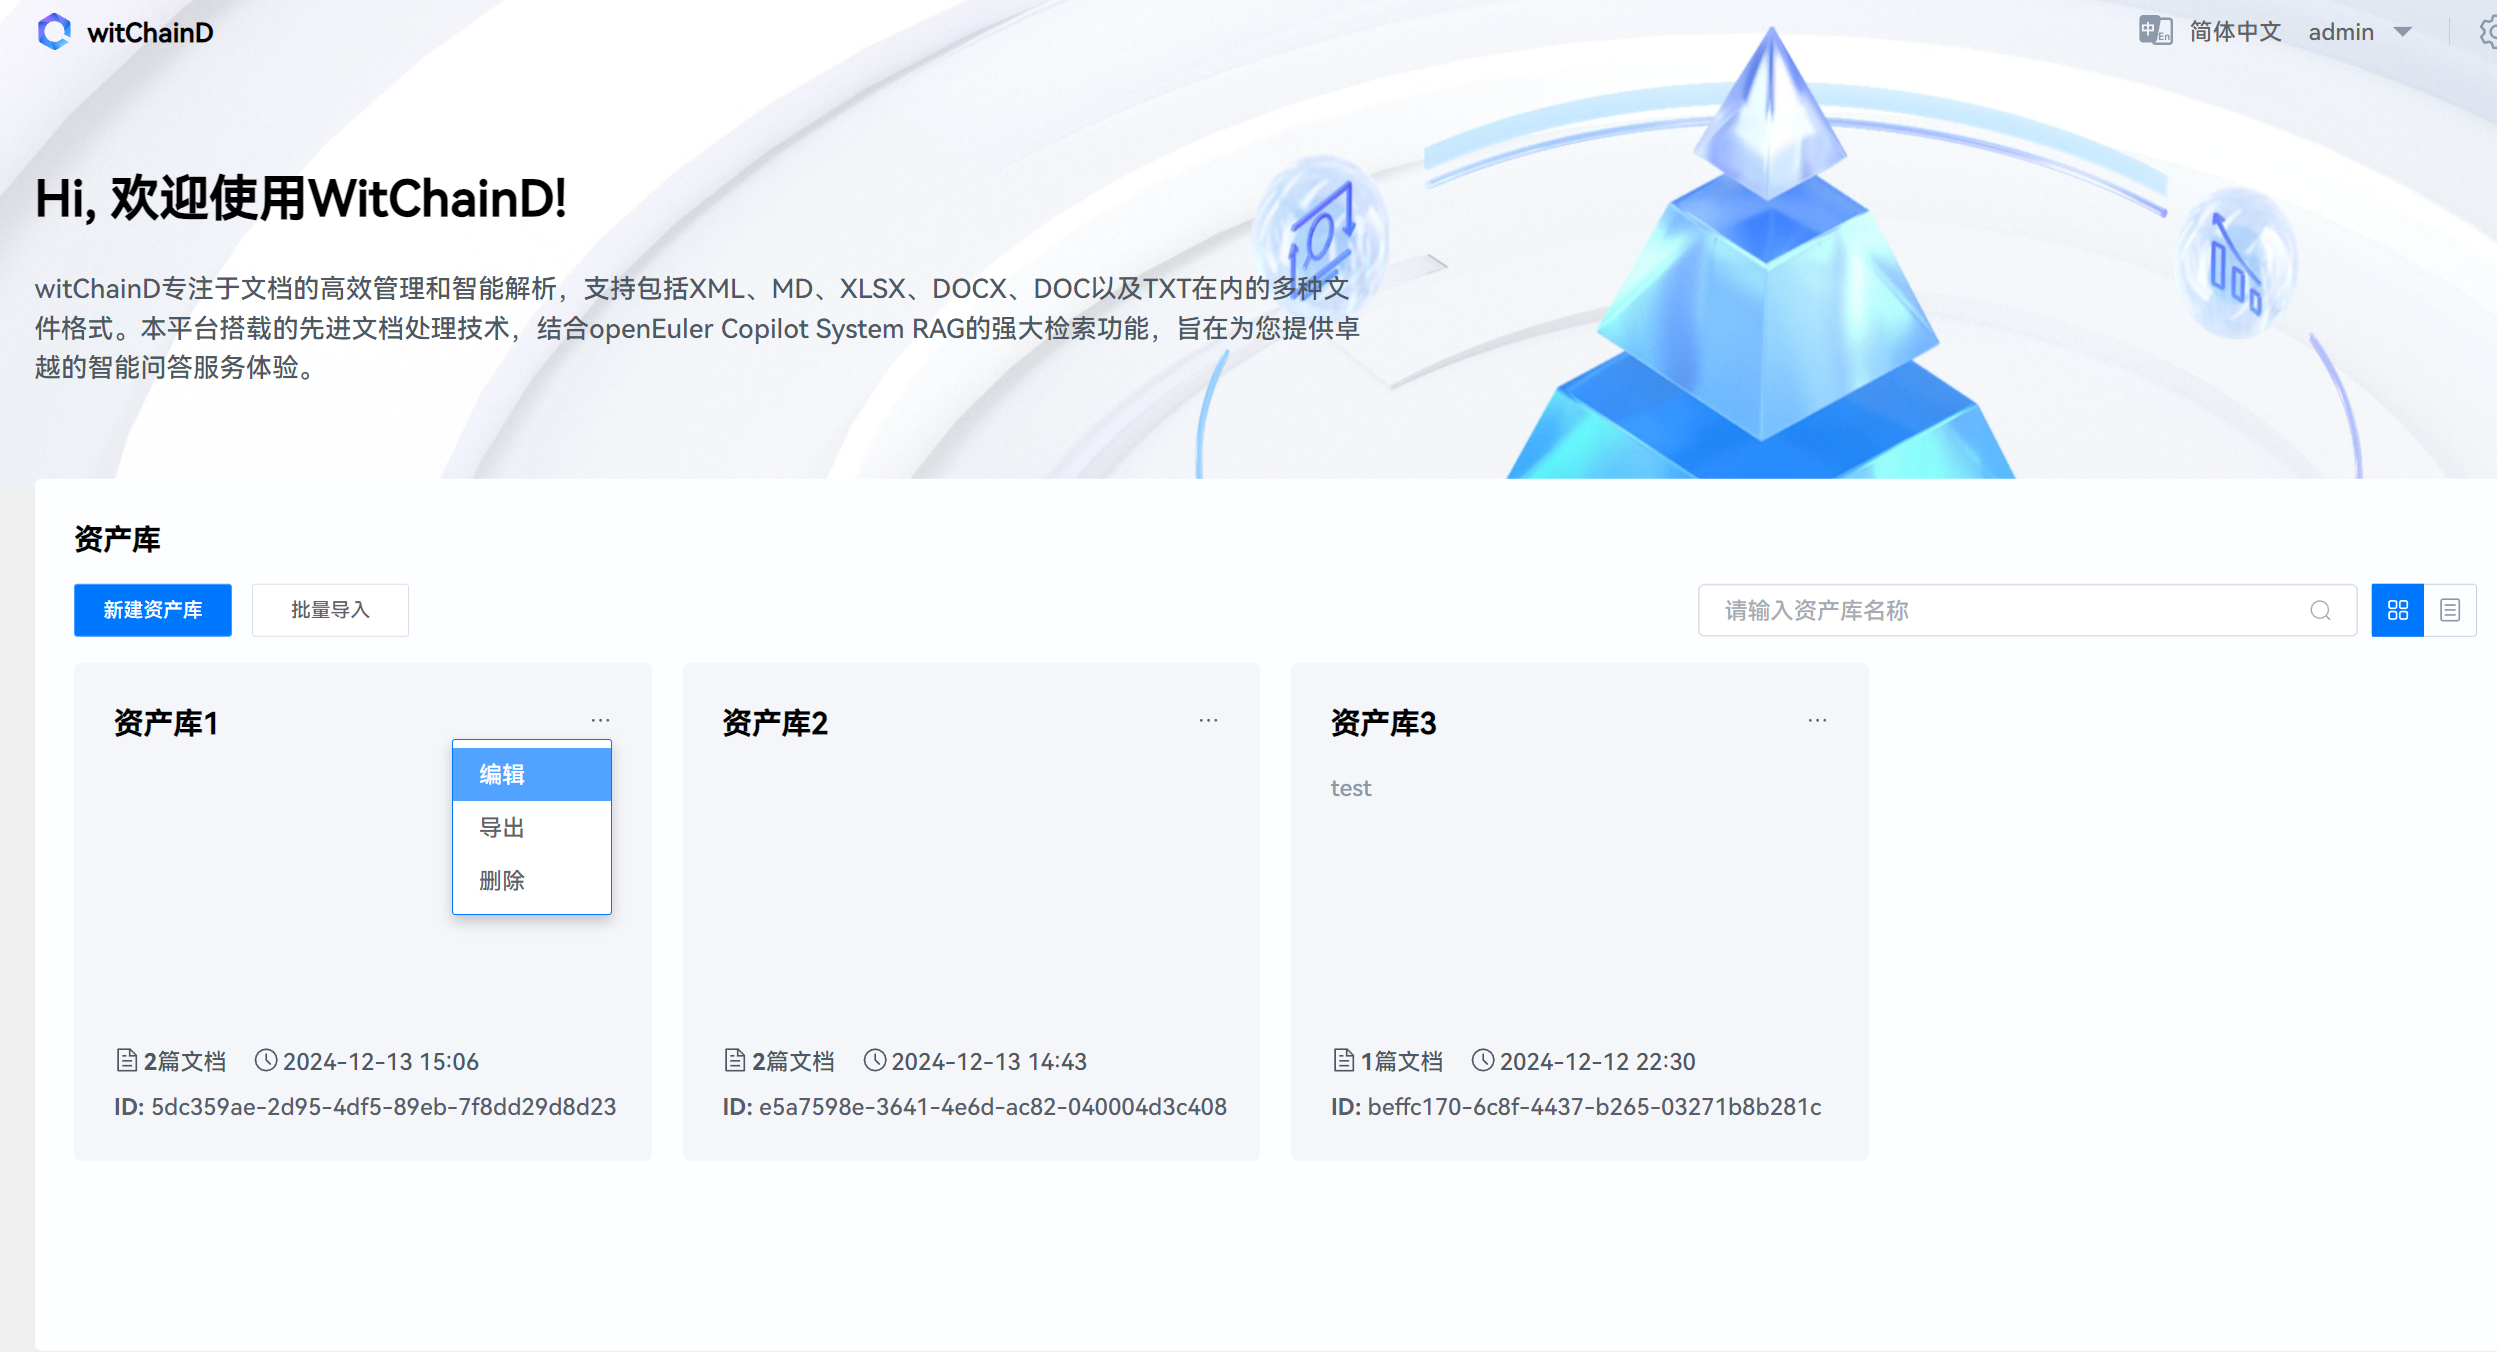 witChainD
简体中文 admin
Hi, 欢迎使用WitChainD!
witChainD专注于文档的高效管理和智能解析，支持包括XML、MD、XLSX、DOCX、DOC以及TXT在内的多种文
件格式。本平台搭载的先进文档处理技术，结合openEuler Copilot System RAG的强大检索功能，旨在为您提供卓
越的智能问答服务体验。
资产库
新建资产库 批量导入 请输入资产库名称
资产库1 ···
编辑
导出
删除
2篇文档 2024-12-13 15:06
ID: 5dc359ae-2d95-4df5-89eb-7f8dd29d8d23
资产库2 ···
2篇文档 2024-12-13 14:43
ID: e5a7598e-3641-4e6d-ac82-040004d3c408
资产库3 ···
test
1篇文档 2024-12-12 22:30
ID: beffc170-6c8f-4437-b265-03271b8b281c